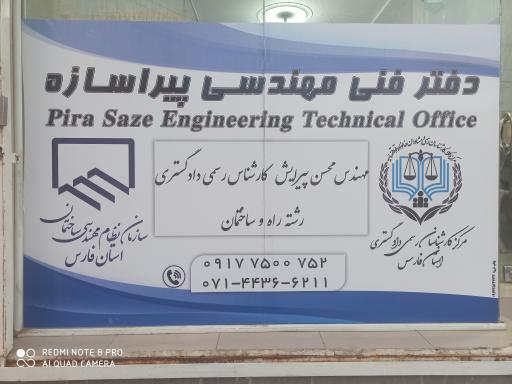 دفتر فنی مهندسی پیراسازه
Pira Saze Engineering Technical Office
مهندس محسن پیرایش کارشناس رسمی دادگستری
رشته راه و ساختمان
سازمان نظام مهندسی ساختمان
استان فارس
مرکز کارشناسان رسمی دادگستری
استان فارس
۰۹۱۷ ۷۵۰۰ ۷۵۲
۰۷۱-۴۴۳۶-۶۲۱۱
REDMI NOTE 8 PRO
AI QUAD CAMERA